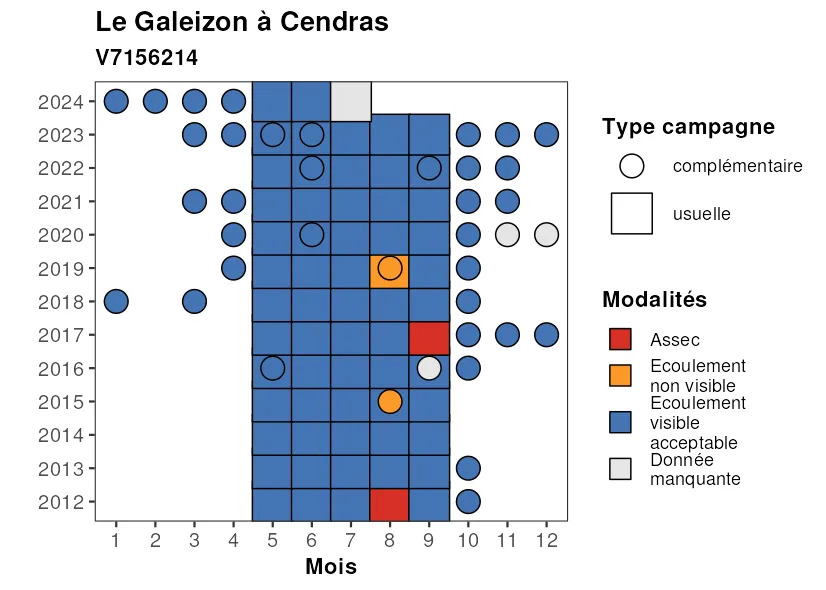 Le Galeizon à Cendras
V7156214
2024
2023
2022
2021
2020
2019
2018
2017
2016
2015
2014
2013
2012
1 2 3 4 5 6 7 8 9 10 11 12
Mois
Type campagne
complémentaire
usuelle
Modalités
Assec
Ecoulement
non visible
Ecoulement
visible
acceptable
Donnée
manquante